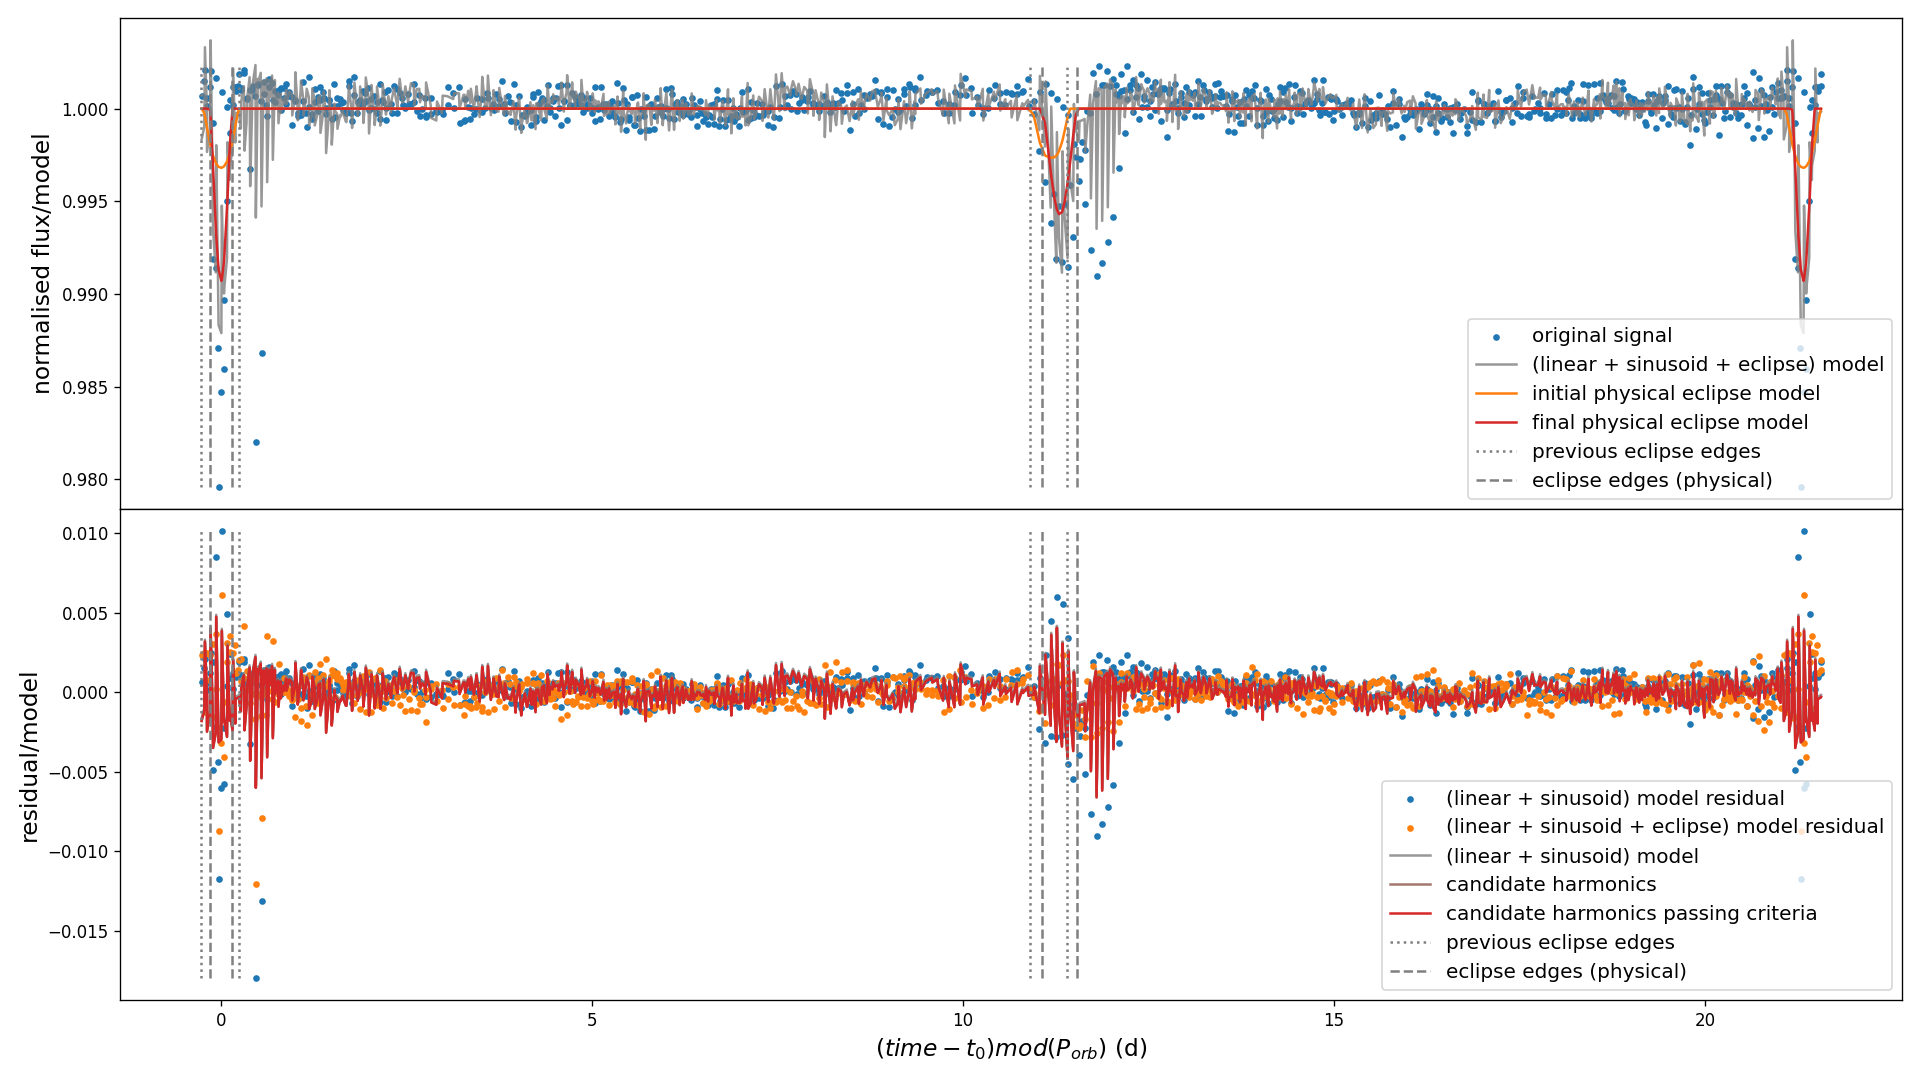 normalised flux/model
1.000
0.995
0.990
0.985
0.980
original signal
(linear + sinusoid + eclipse) model
initial physical eclipse model
final physical eclipse model
previous eclipse edges
eclipse edges (physical)
residual/model
0.010
0.005
0.000
−0.005
−0.010
−0.015
(linear + sinusoid) model residual
(linear + sinusoid + eclipse) model residual
(linear + sinusoid) model
candidate harmonics
candidate harmonics passing criteria
previous eclipse edges
eclipse edges (physical)
0 5 10 15 20
(time − t₀)mod(Pₒᵣb) (d)